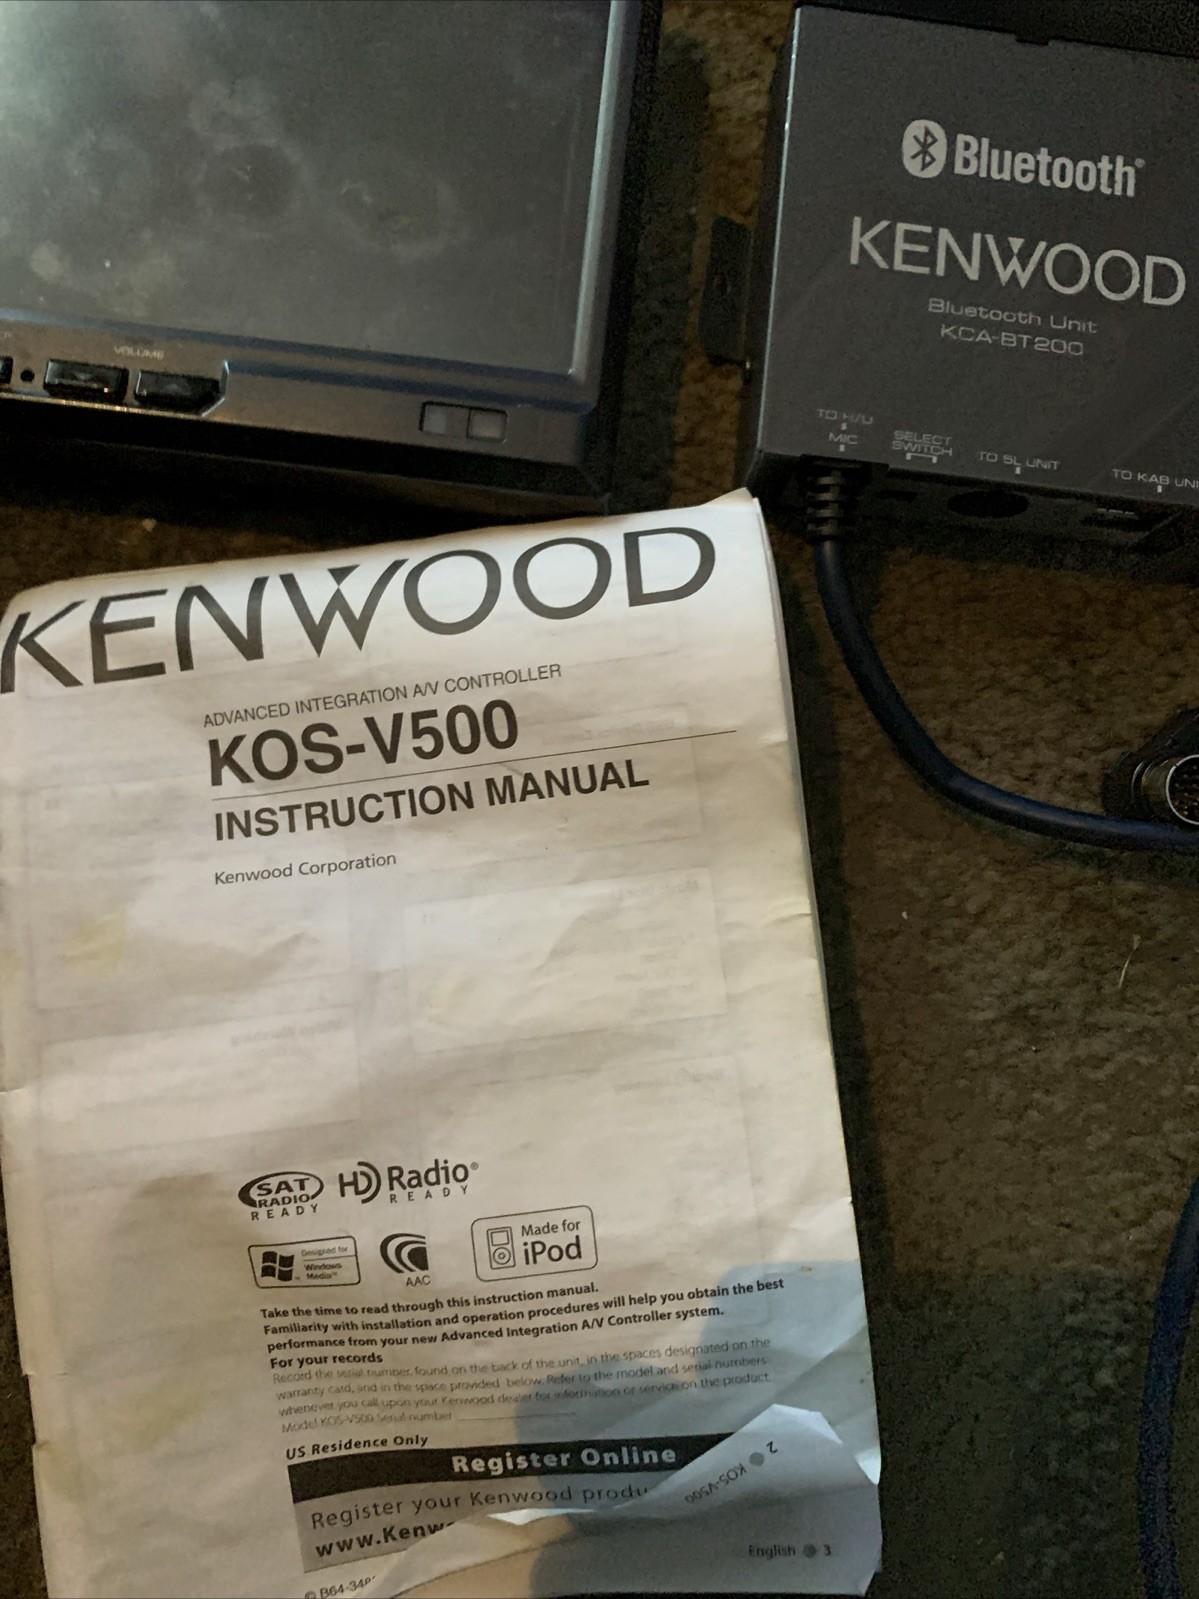 VOLUME
Bluetooth®
KENWOOD
Bluetooth Unit
KCA-BT200
TO H/U
MIC
SELECT
SWITCH
TO SL UNIT
TO KAB UNI
KENWOOD
ADVANCED INTEGRATION A/V CONTROLLER
KOS-V500
INSTRUCTION MANUAL
Kenwood Corporation
SAT
RADIO
READY
HD Radio®
READY
Designed for
Windows
Media™
AAC
Made for
iPod
Take the time to read through this instruction manual.
Familiarity with installation and operation procedures will help you obtain the best
performance from your new Advanced Integration A/V Controller system.
For your records
Record the serial number, found on the back of the unit, in the spaces designated on the
warranty card, and in the space provided below. Refer to the model and serial numbers
whenever you call upon your Kenwood dealer for information or service on the product.
Model KOS-V500 Serial number
US Residence Only
Register Online
Register your Kenwood produ
www.Kenw
© B64-34
2 KOS-V500
English 3